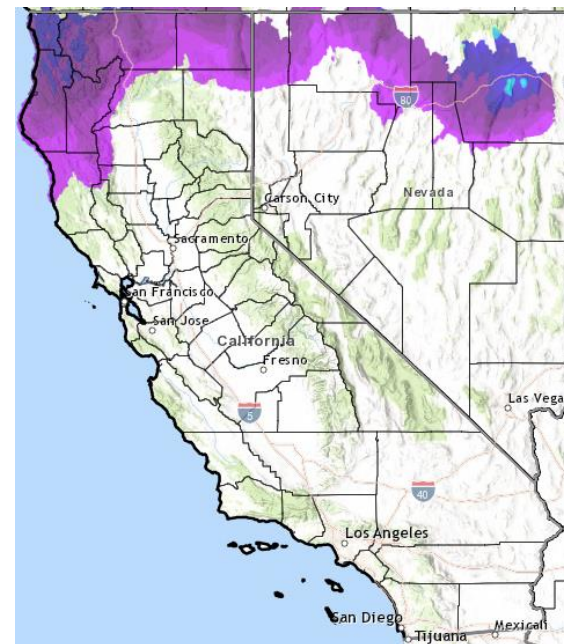 80
Nevada
Carson City
Sacramento
San Francisco
San Jose
California
Fresno
Las Vega
5
40
Los Angeles
San Diego
Mexicali
Tijuana